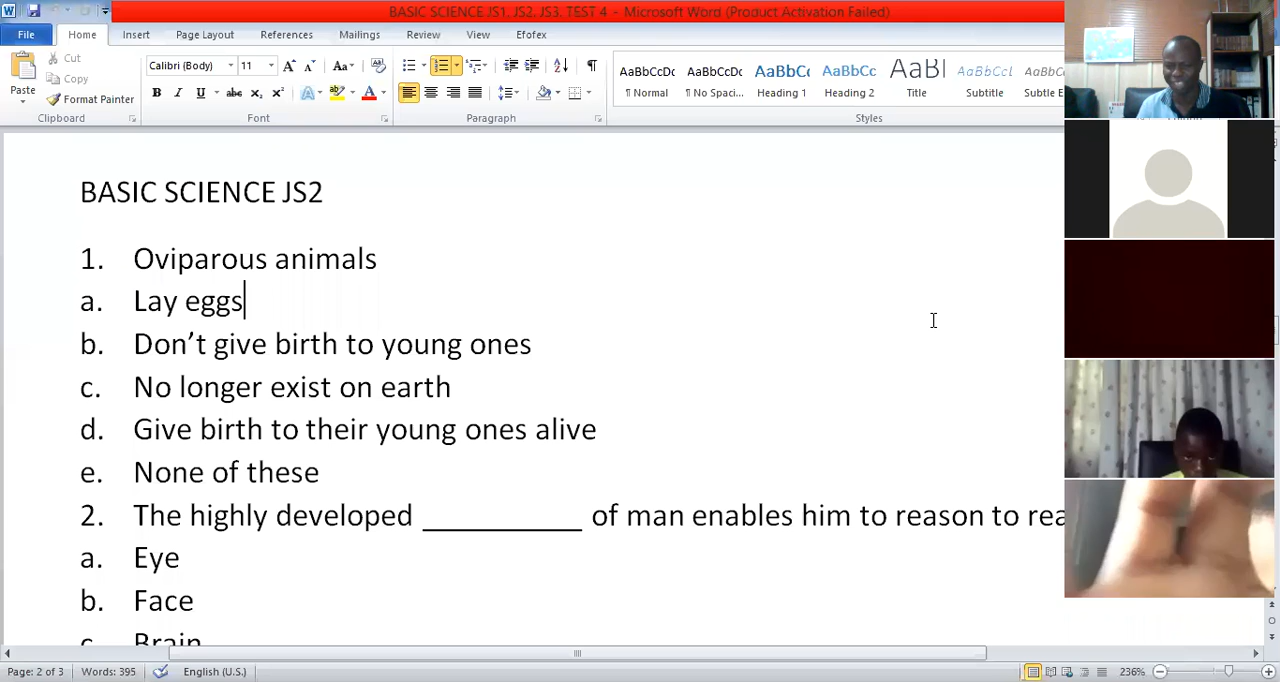 BASIC SCIENCE JS1, JS2, JS3, TEST 4 - Microsoft Word (Product Activation Failed)
File Home Insert Page Layout References Mailings Review View Efofex
Cut
Copy
Paste
Format Painter
Calibri (Body) 11
AaBbCcDc AaBbCcDc AaBbCc AaBbCc AaBl AaBbCcL AaBbCc
¶ Normal ¶ No Spaci... Heading 1 Heading 2 Title Subtitle Subtle E
Clipboard Font Paragraph Styles
BASIC SCIENCE JS2
1. Oviparous animals
a. Lay eggs
b. Don’t give birth to young ones
c. No longer exist on earth
d. Give birth to their young ones alive
e. None of these
2. The highly developed __________ of man enables him to reason to rea
a. Eye
b. Face
c. Brain
Page: 2 of 3 Words: 395 English (U.S.) 236%